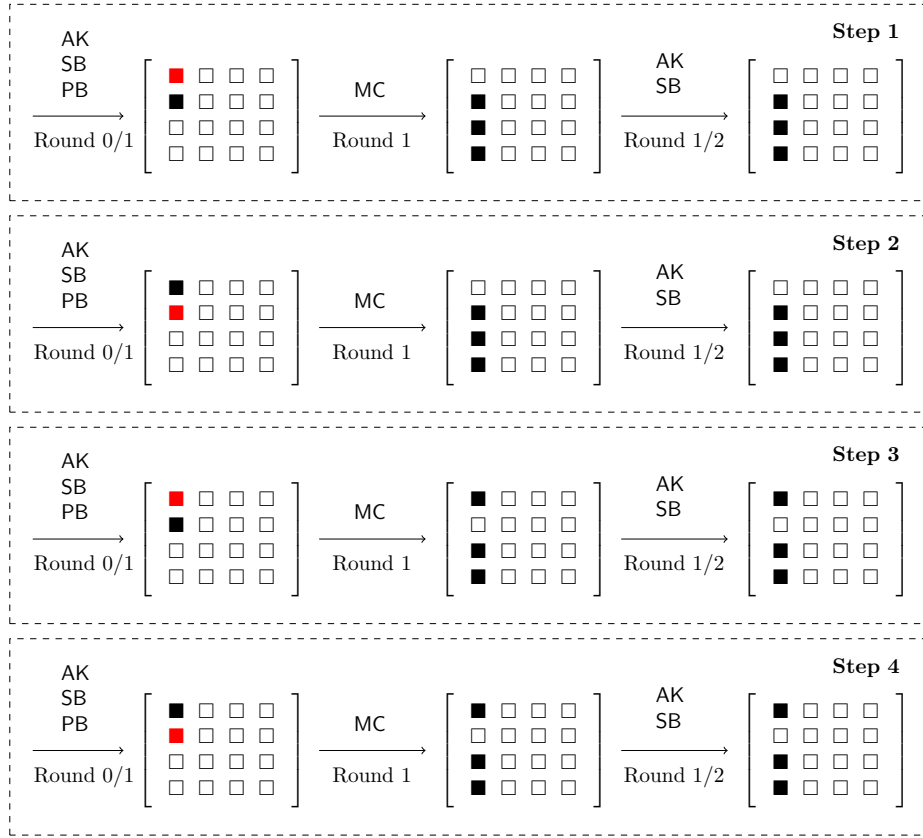 Step 1
AK
SB
PB
Round 0/1
MC
Round 1
AK
SB
Round 1/2
Step 2
AK
SB
PB
Round 0/1
MC
Round 1
AK
SB
Round 1/2
Step 3
AK
SB
PB
Round 0/1
MC
Round 1
AK
SB
Round 1/2
Step 4
AK
SB
PB
Round 0/1
MC
Round 1
AK
SB
Round 1/2